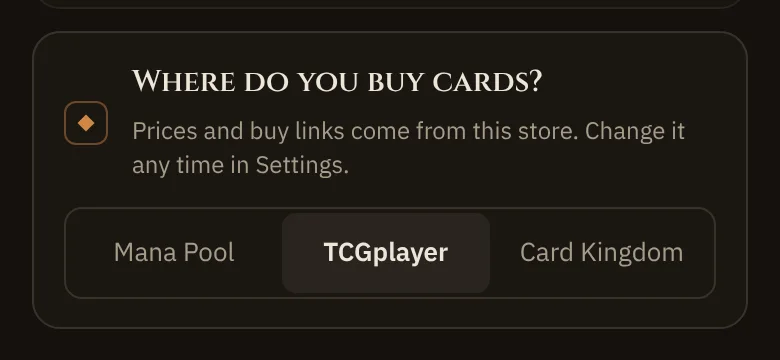 Where do you buy cards?
Prices and buy links come from this store. Change it
any time in Settings.
Mana Pool
TCGplayer
Card Kingdom